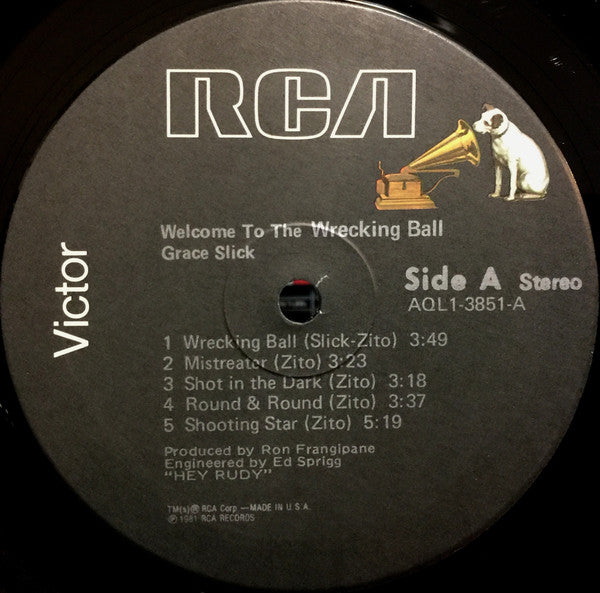 RCA
Victor
Welcome To The Wrecking Ball
Grace Slick
Side A Stereo
AQL1-3851-A
1 Wrecking Ball (Slick-Zito) 3:49
2 Mistreater (Zito) 3:23
3 Shot in the Dark (Zito) 3:18
4 Round & Round (Zito) 3:37
5 Shooting Star (Zito) 5:19
Produced by Ron Frangipane
Engineered by Ed Sprigg
"HEY RUDY"
TM(s)® RCA Corp.—MADE IN U.S.A.
℗ 1981 RCA RECORDS